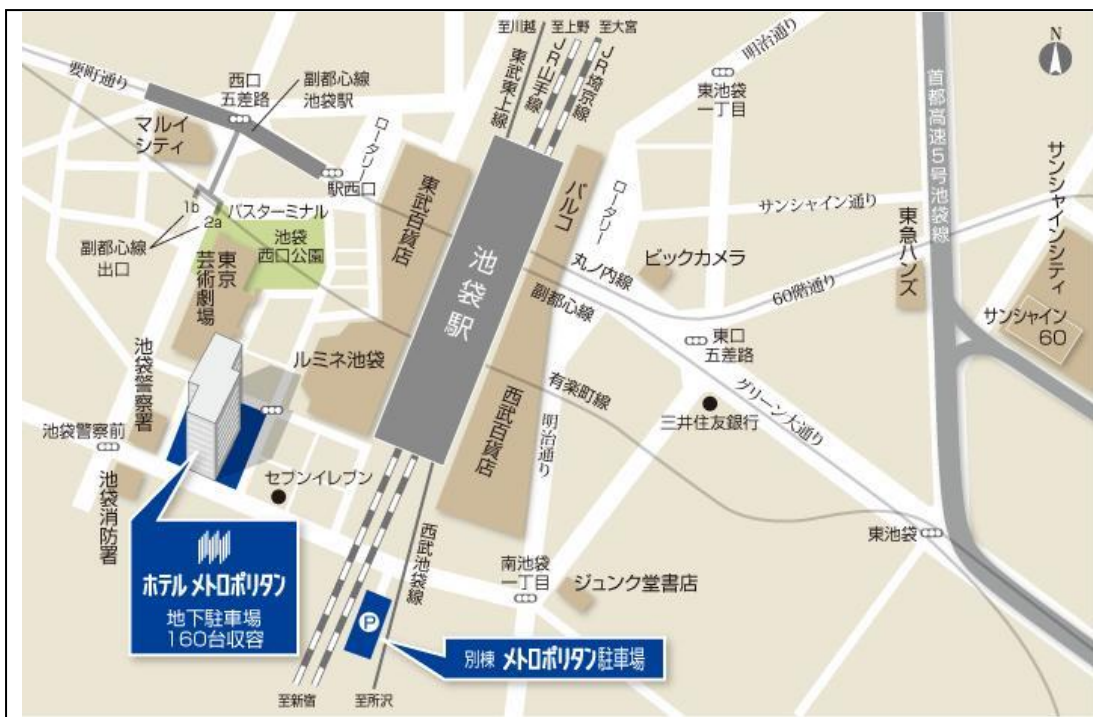 至川越
至上野
至大宮
N
東武東上線
JR山手線
JR埼京線
明治通り
要町通り
西口
五差路
副都心線
池袋駅
東池袋
一丁目
首都高速5号池袋線
マルイ
シティ
ロータリー
駅西口
東武百貨店
パルコ
ロータリー
サンシャイン通り
サンシャインシティ
1b
2a
バスターミナル
副都心線
出口
池袋
西口公園
東京
芸術劇場
池袋駅
丸ノ内線
副都心線
ビックカメラ
60階通り
東急ハンズ
サンシャイン
60
池袋警察署
ルミネ池袋
東口
五差路
有楽町線
グリーン大通り
三井住友銀行
池袋警察前
西武百貨店
明治通り
池袋消防署
セブンイレブン
東池袋
ホテル メトロポリタン
地下駐車場
160台収容
西武池袋線
南池袋
一丁目
ジュンク堂書店
P
別棟 メトロポリタン駐車場
至新宿
至所沢